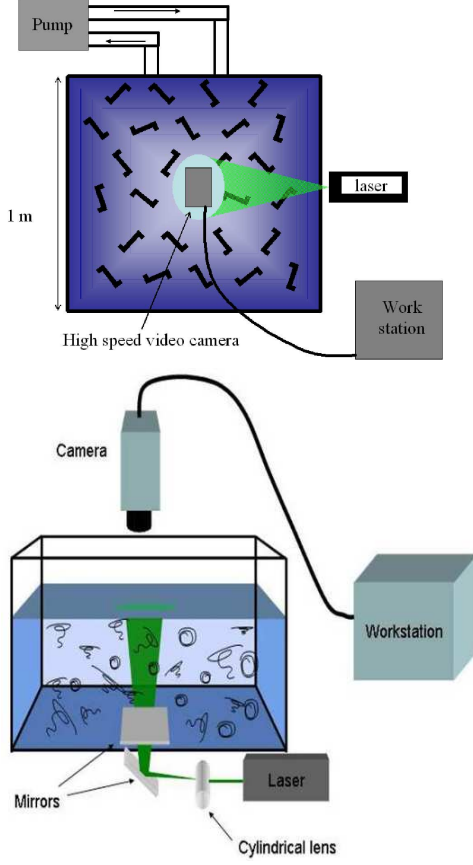 Pump
laser
1 m
Work
station
High speed video camera
Camera
Workstation
Laser
Mirrors
Cylindrical lens